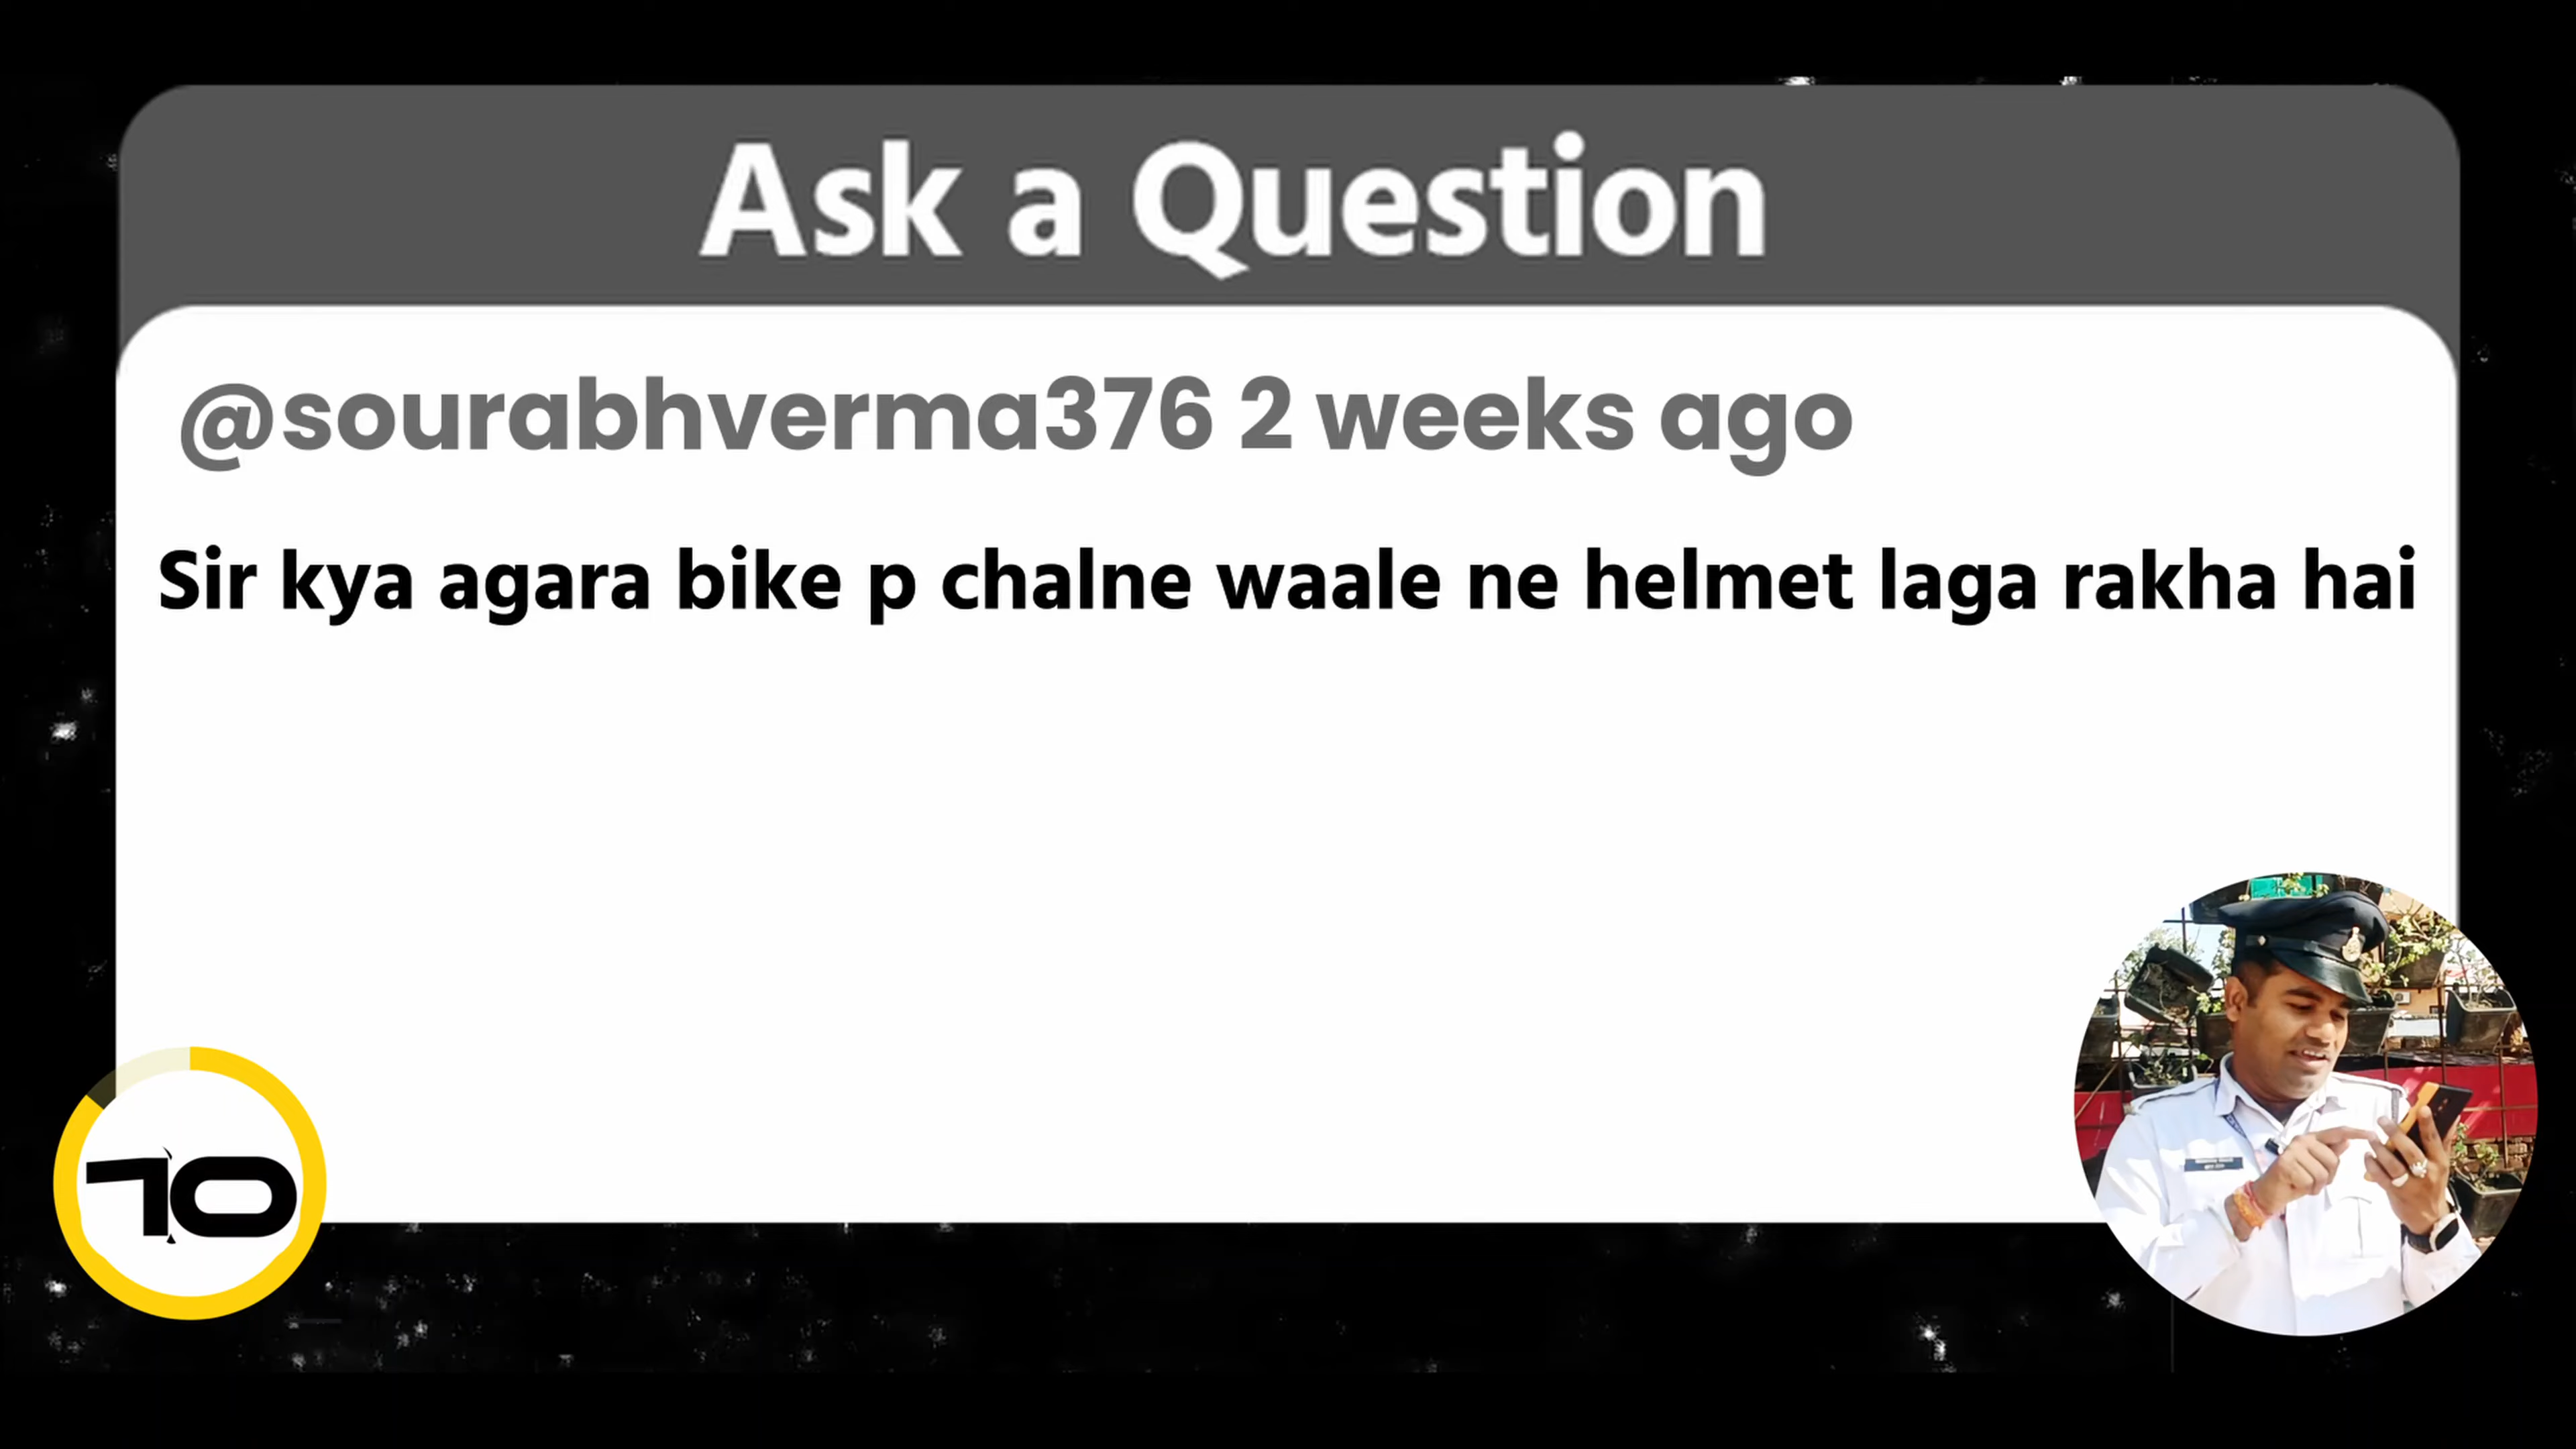 Ask a Question
@sourabhverma376 2 weeks ago
Sir kya agara bike p chalne waale ne helmet laga rakha hai
10